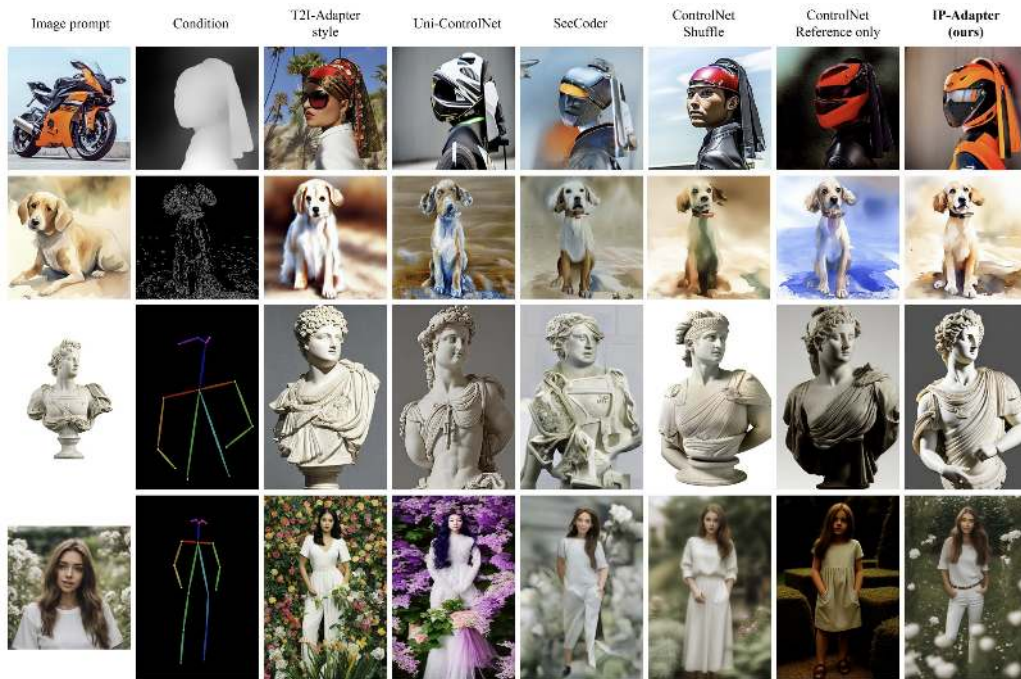 Image prompt
Condition
T2I-Adapter
style
Uni-ControlNet
SeeCoder
ControlNet
Shuffle
ControlNet
Reference only
IP-Adapter
(ours)